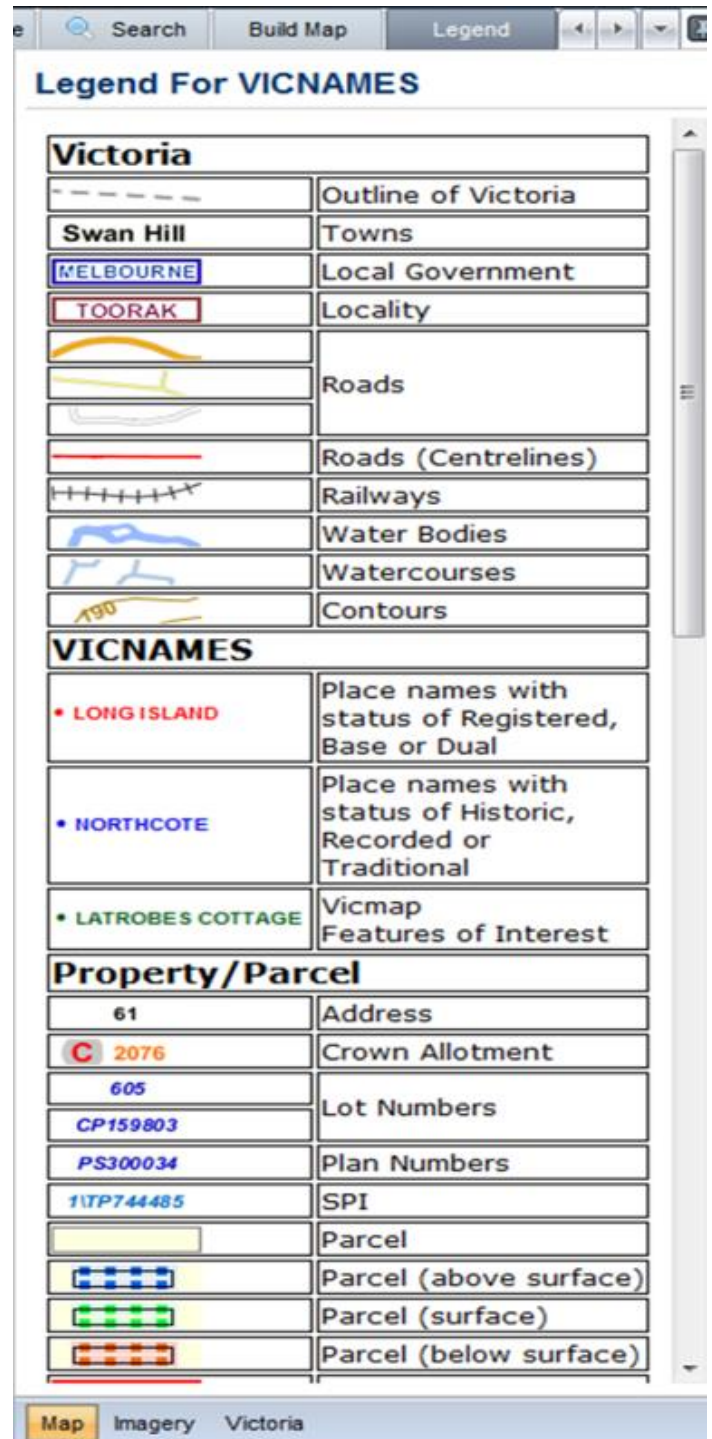 e Search Build Map Legend
Legend For VICNAMES
Victoria
Outline of Victoria
Swan Hill Towns
MELBOURNE Local Government
TOORAK Locality
Roads
Roads (Centrelines)
Railways
Water Bodies
Watercourses
190 Contours
VICNAMES
Place names with
• LONG ISLAND status of Registered,
Base or Dual
Place names with
status of Historic,
• NORTHCOTE Recorded or
Traditional
• LATROBES COTTAGE Vicmap
Features of Interest
Property/Parcel
61 Address
C 2076 Crown Allotment
605 Lot Numbers
CP159803
PS300034 Plan Numbers
1\TP744485 SPI
Parcel
Parcel (above surface)
Parcel (surface)
Parcel (below surface)
Map Imagery Victoria